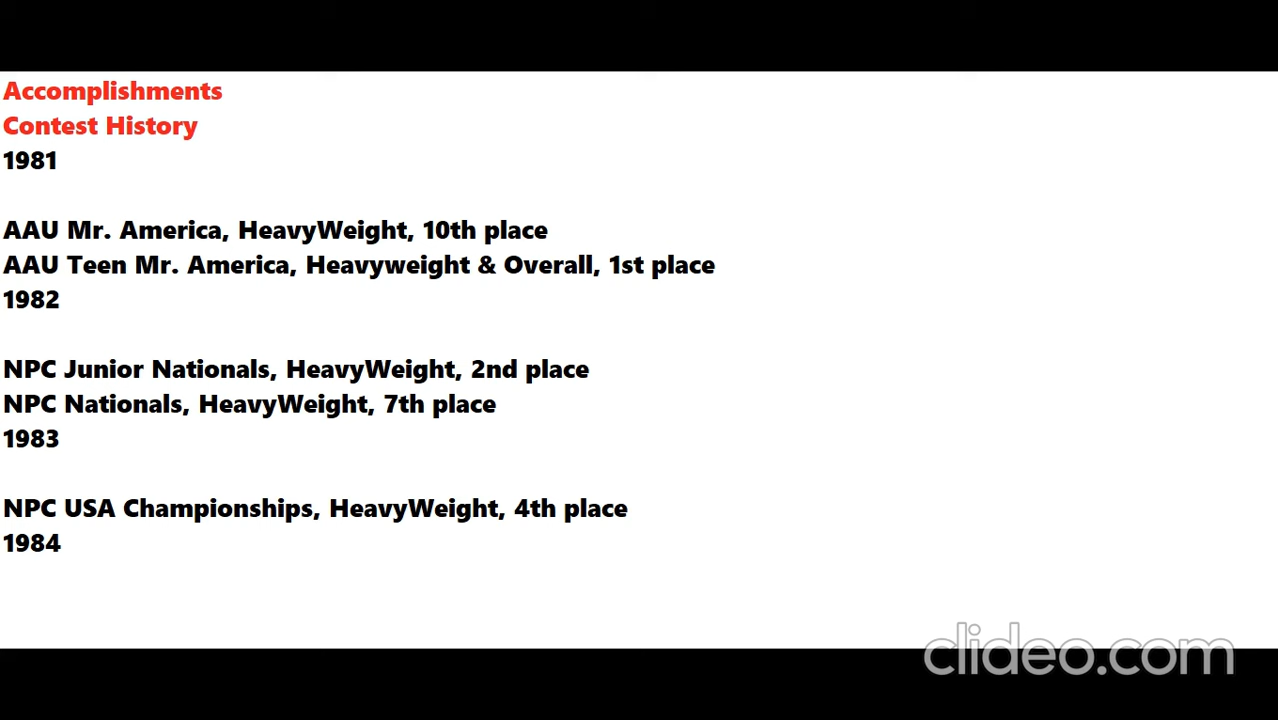 Accomplishments
Contest History
1981
AAU Mr. America, HeavyWeight, 10th place
AAU Teen Mr. America, Heavyweight & Overall, 1st place
1982
NPC Junior Nationals, HeavyWeight, 2nd place
NPC Nationals, HeavyWeight, 7th place
1983
NPC USA Championships, HeavyWeight, 4th place
1984
clideo.com